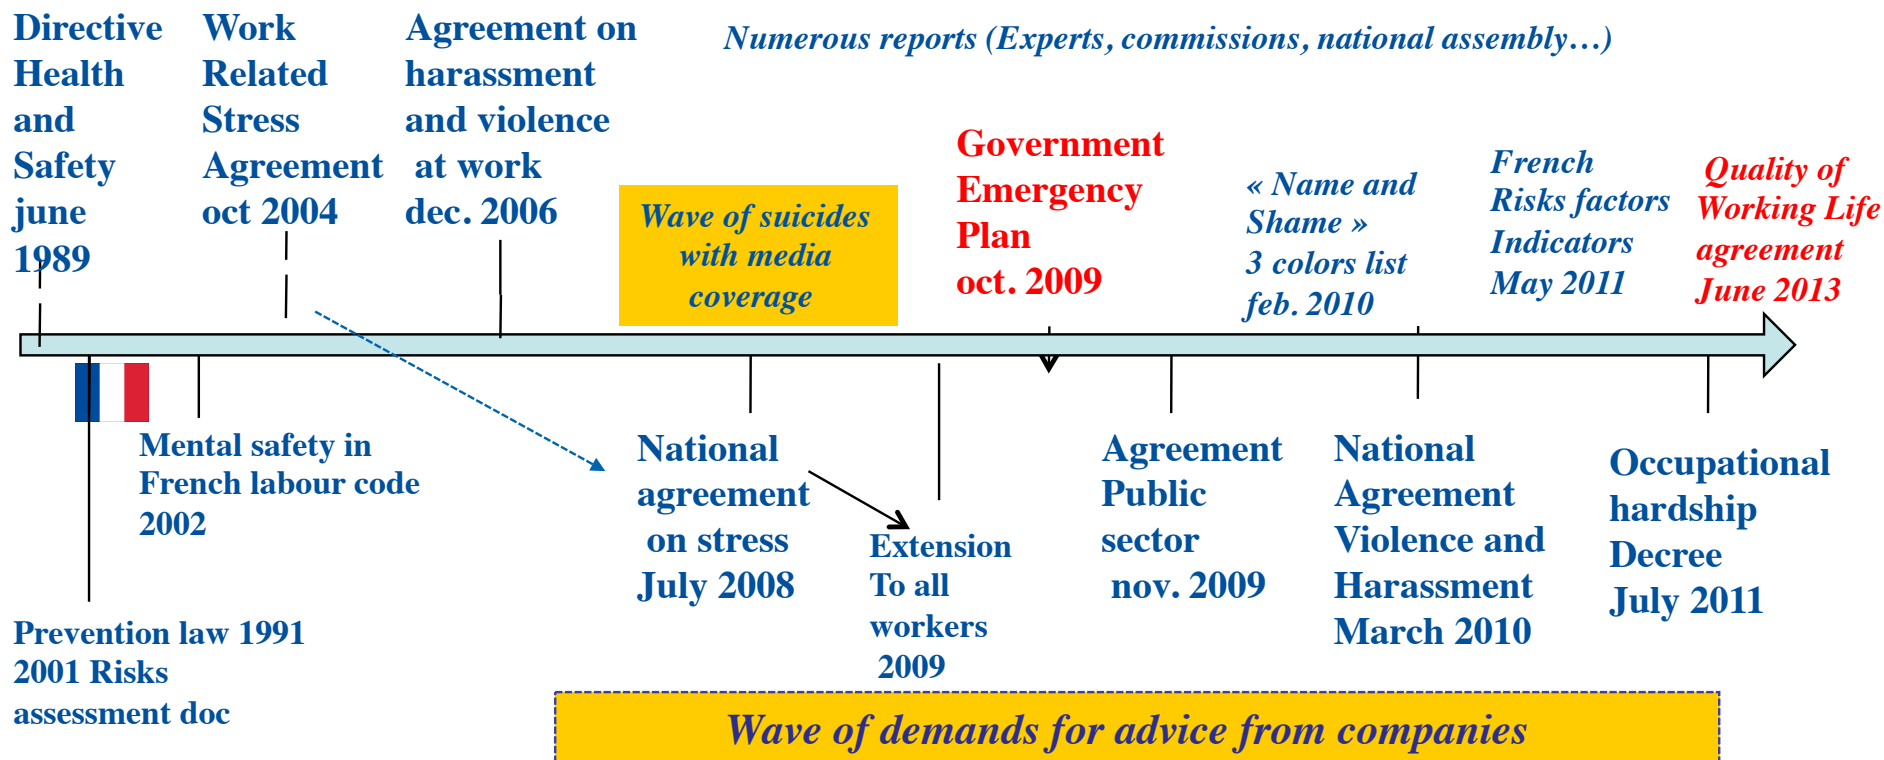 Directive
Health
and
Safety
june
1989
Work
Related
Stress
Agreement
oct 2004
Agreement on
harassment
and violence
at work
dec. 2006
Numerous reports (Experts, commissions, national assembly…)
Wave of suicides
with media
coverage
Government
Emergency
Plan
oct. 2009
« Name and
Shame »
3 colors list
feb. 2010
French
Risks factors
Indicators
May 2011
Quality of
Working Life
agreement
June 2013
Mental safety in
French labour code
2002
Prevention law 1991
2001 Risks
assessment doc
National
agreement
on stress
July 2008
Extension
To all
workers
2009
Agreement
Public
sector
nov. 2009
National
Agreement
Violence and
Harassment
March 2010
Occupational
hardship
Decree
July 2011
Wave of demands for advice from companies